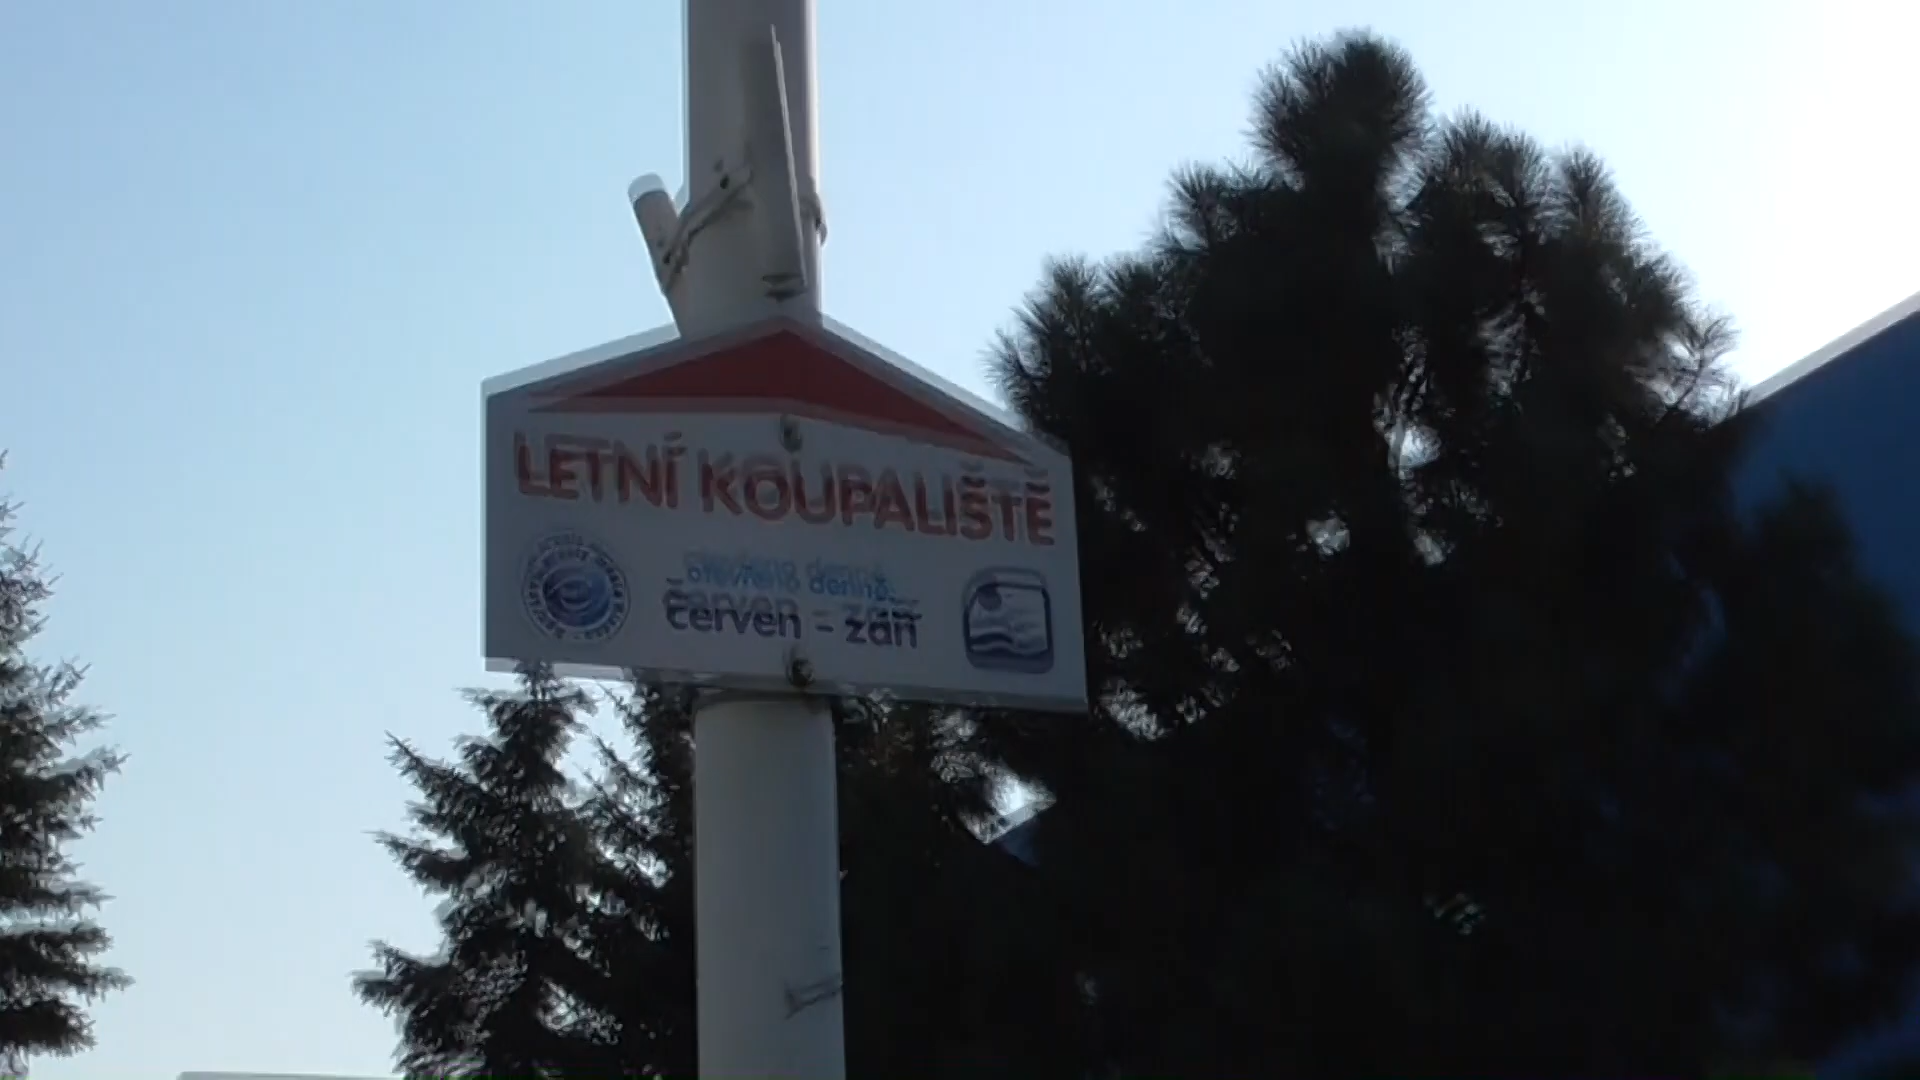 LETNÍ KOUPALIŠTĚ
otevřeno denně:
červen - září